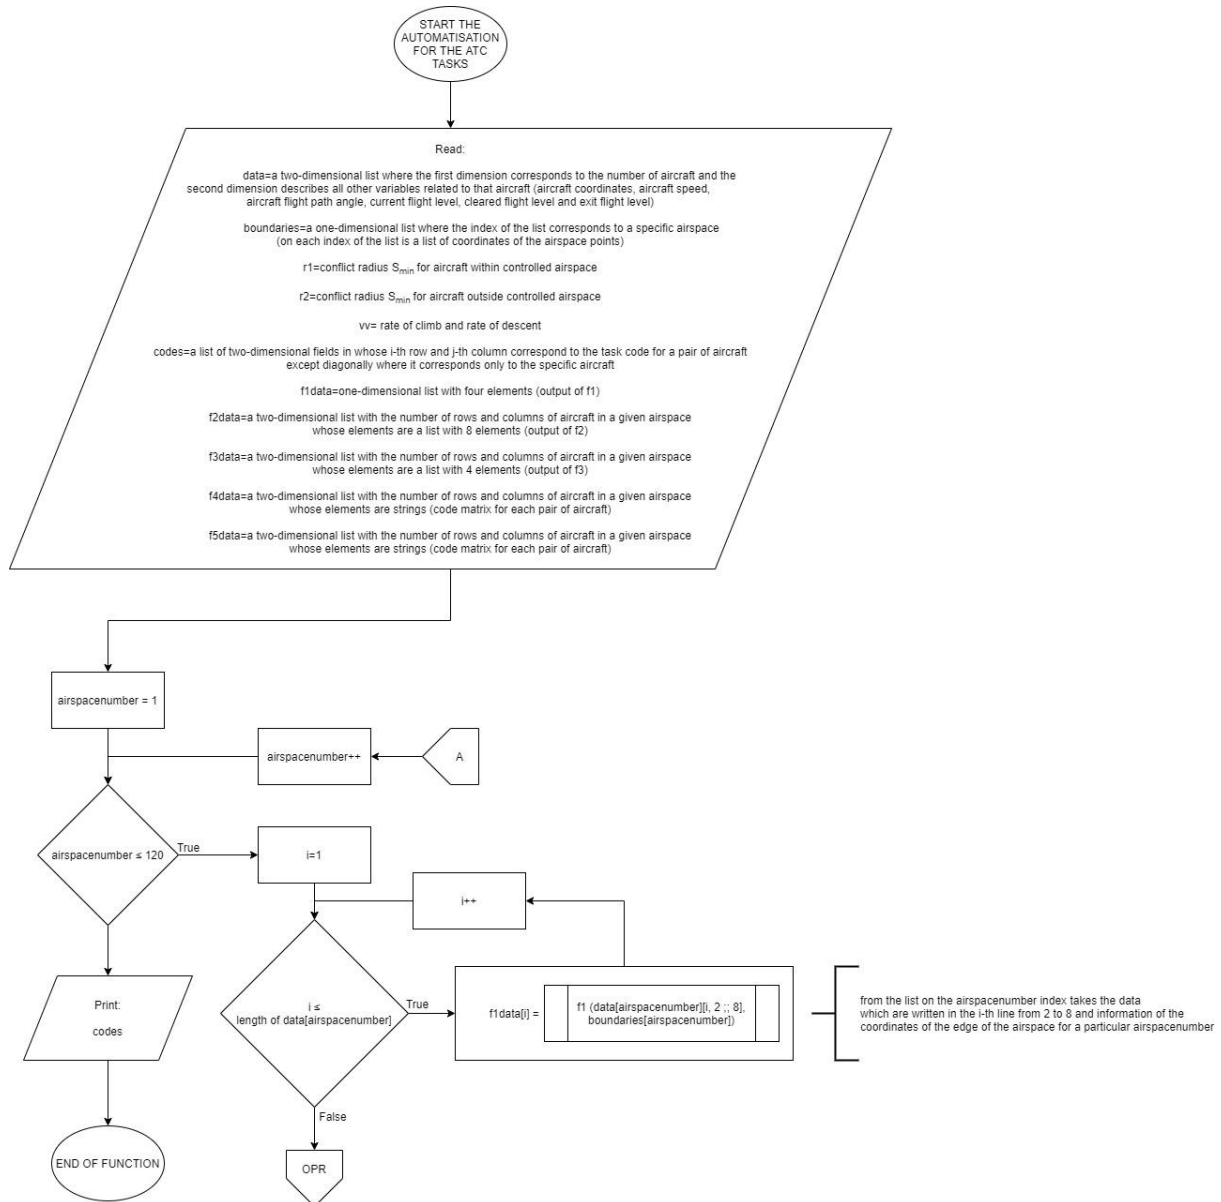 START THE
AUTOMATISATION
FOR THE ATC
TASKS
Read:
data=a two-dimensional list where the first dimension corresponds to the number of aircraft and the
second dimension describes all other variables related to that aircraft (aircraft coordinates, aircraft speed,
aircraft flight path angle, current flight level, cleared flight level and exit flight level)
boundaries=a one-dimensional list where the index of the list corresponds to a specific airspace
(on each index of the list is a list of coordinates of the airspace points)
r1=conflict radius Smin for aircraft within controlled airspace
r2=conflict radius Smin for aircraft outside controlled airspace
vv= rate of climb and rate of descent
codes=a list of two-dimensional fields in whose i-th row and j-th column correspond to the task code for a pair of aircraft
except diagonally where it corresponds only to the specific aircraft
f1data=one-dimensional list with four elements (output of f1)
f2data=a two-dimensional list with the number of rows and columns of aircraft in a given airspace
whose elements are a list with 8 elements (output of f2)
f3data=a two-dimensional list with the number of rows and columns of aircraft in a given airspace
whose elements are a list with 4 elements (output of f3)
f4data=a two-dimensional list with the number of rows and columns of aircraft in a given airspace
whose elements are strings (code matrix for each pair of aircraft)
f5data=a two-dimensional list with the number of rows and columns of aircraft in a given airspace
whose elements are strings (code matrix for each pair of aircraft)
airspacenumber = 1
airspacenumber++
A
airspacenumber ≤ 120
True
i=1
i++
i ≤
length of data[airspacenumber]
True
f1data[i] =
f1 (data[airspacenumber][i, 2 ;; 8],
boundaries[airspacenumber])
from the list on the airspacenumber index takes the data
which are written in the i-th line from 2 to 8 and information of the
coordinates of the edge of the airspace for a particular airspacenumber
Print:
codes
False
END OF FUNCTION
OPR